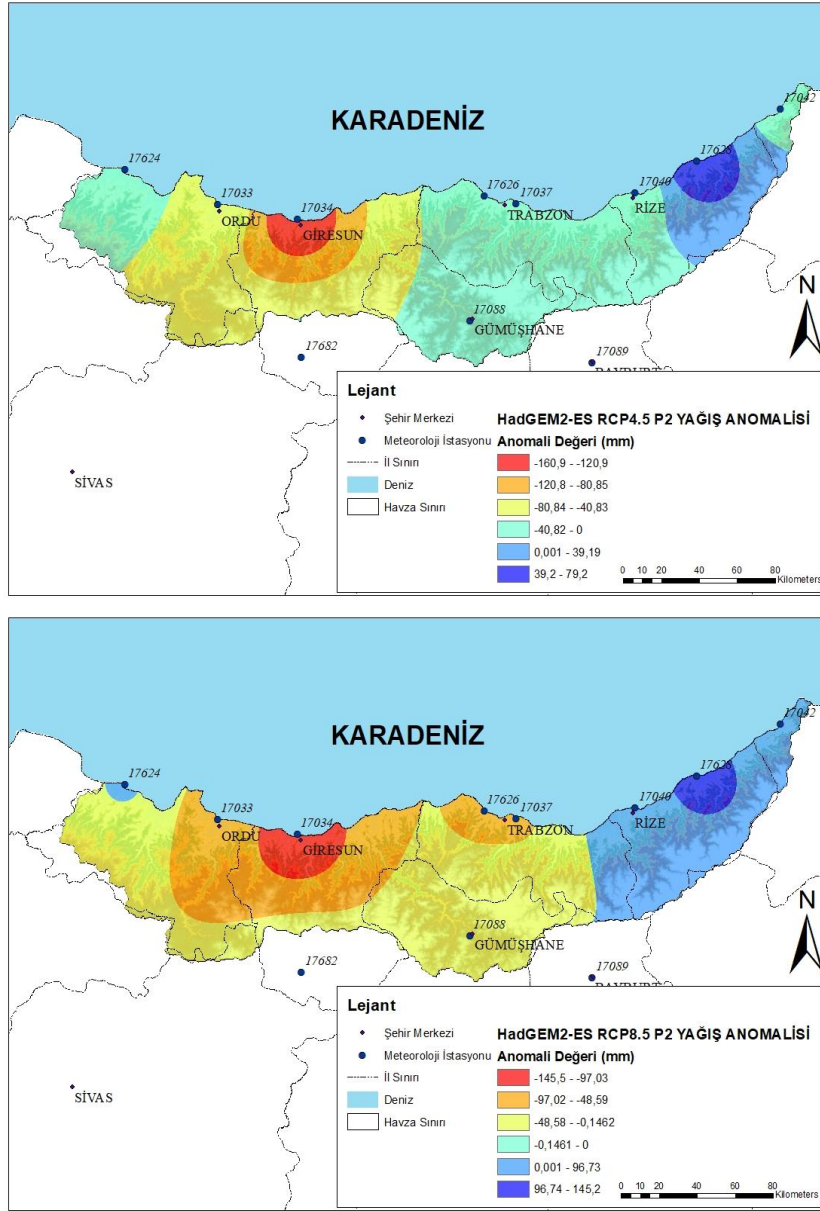 KARADENİZ
17042
17628
17624
17033
17034
17626
17037
17040
ORDU
GİRESUN
TRABZON
RİZE
17088
GÜMÜŞHANE
17682
17089
N
SİVAS
Lejant
Şehir Merkezi
Meteoroloji İstasyonu
İl Sınırı
Deniz
Havza Sınırı
HadGEM2-ES RCP4.5 P2 YAĞIŞ ANOMALİSİ
Anomali Değeri (mm)
-160,9 - -120,9
-120,8 - -80,85
-80,84 - -40,83
-40,82 - 0
0,001 - 39,19
39,2 - 79,2
0 10 20 40 60 80
Kilometers
KARADENİZ
17042
17628
17624
17033
17034
17626
17037
17040
ORDU
GİRESUN
TRABZON
RİZE
17088
GÜMÜŞHANE
17682
17089
N
SİVAS
Lejant
Şehir Merkezi
Meteoroloji İstasyonu
İl Sınırı
Deniz
Havza Sınırı
HadGEM2-ES RCP8.5 P2 YAĞIŞ ANOMALİSİ
Anomali Değeri (mm)
-145,5 - -97,03
-97,02 - -48,59
-48,58 - -0,1462
-0,1461 - 0
0,001 - 96,73
96,74 - 145,2
0 10 20 40 60 80
Kilometers